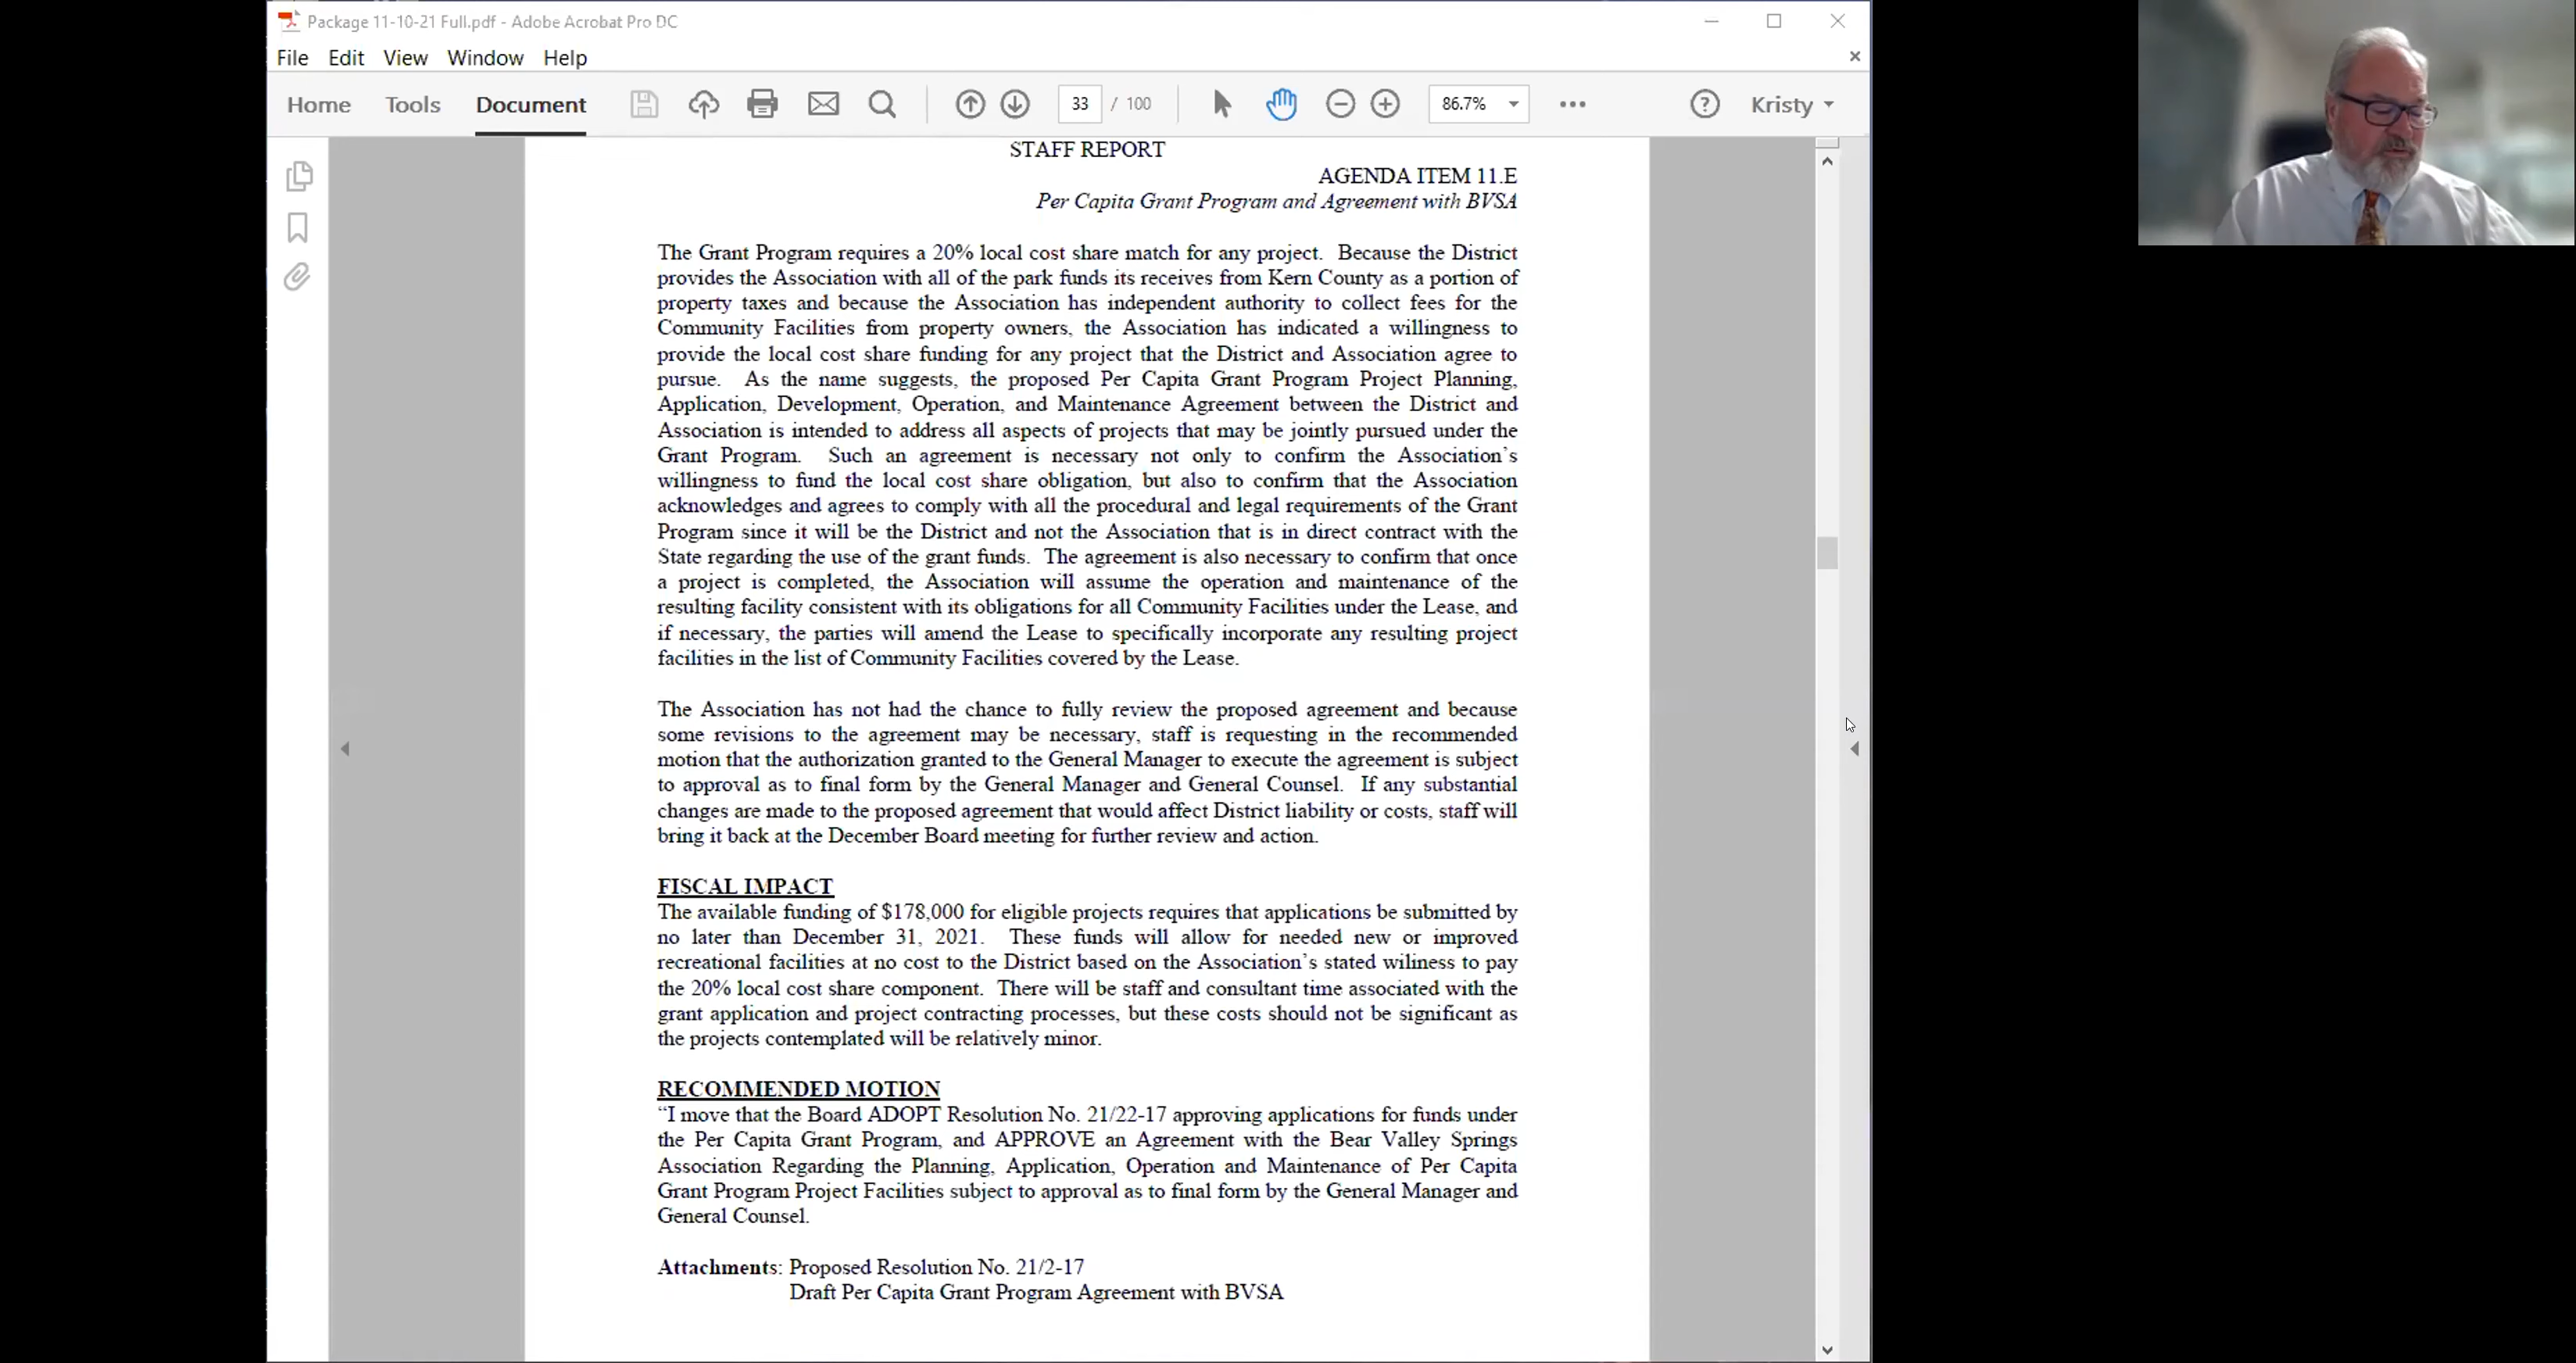 Package 11-10-21 Full.pdf - Adobe Acrobat Pro DC
File Edit View Window Help
Home Tools Document 33 / 100 86.7% Kristy
STAFF REPORT
AGENDA ITEM 11.E
Per Capita Grant Program and Agreement with BVSA
The Grant Program requires a 20% local cost share match for any project. Because the District
provides the Association with all of the park funds its receives from Kern County as a portion of
property taxes and because the Association has independent authority to collect fees for the
Community Facilities from property owners, the Association has indicated a willingness to
provide the local cost share funding for any project that the District and Association agree to
pursue. As the name suggests, the proposed Per Capita Grant Program Project Planning,
Application, Development, Operation, and Maintenance Agreement between the District and
Association is intended to address all aspects of projects that may be jointly pursued under the
Grant Program. Such an agreement is necessary not only to confirm the Association's
willingness to fund the local cost share obligation, but also to confirm that the Association
acknowledges and agrees to comply with all the procedural and legal requirements of the Grant
Program since it will be the District and not the Association that is in direct contract with the
State regarding the use of the grant funds. The agreement is also necessary to confirm that once
a project is completed, the Association will assume the operation and maintenance of the
resulting facility consistent with its obligations for all Community Facilities under the Lease, and
if necessary, the parties will amend the Lease to specifically incorporate any resulting project
facilities in the list of Community Facilities covered by the Lease.
The Association has not had the chance to fully review the proposed agreement and because
some revisions to the agreement may be necessary, staff is requesting in the recommended
motion that the authorization granted to the General Manager to execute the agreement is subject
to approval as to final form by the General Manager and General Counsel. If any substantial
changes are made to the proposed agreement that would affect District liability or costs, staff will
bring it back at the December Board meeting for further review and action.
FISCAL IMPACT
The available funding of $178,000 for eligible projects requires that applications be submitted by
no later than December 31, 2021. These funds will allow for needed new or improved
recreational facilities at no cost to the District based on the Association's stated wiliness to pay
the 20% local cost share component. There will be staff and consultant time associated with the
grant application and project contracting processes, but these costs should not be significant as
the projects contemplated will be relatively minor.
RECOMMENDED MOTION
"I move that the Board ADOPT Resolution No. 21/22-17 approving applications for funds under
the Per Capita Grant Program, and APPROVE an Agreement with the Bear Valley Springs
Association Regarding the Planning, Application, Operation and Maintenance of Per Capita
Grant Program Project Facilities subject to approval as to final form by the General Manager and
General Counsel.
Attachments: Proposed Resolution No. 21/2-17
Draft Per Capita Grant Program Agreement with BVSA